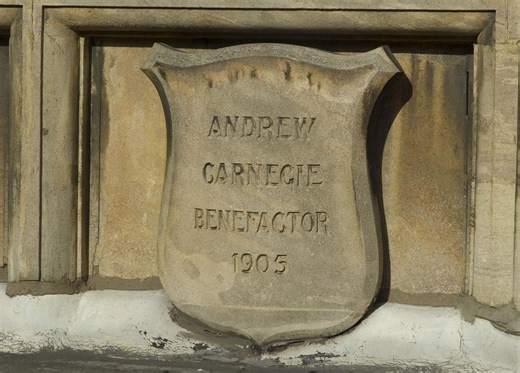 ANDREW
CARNEGIE
BENEFACTOR
1905